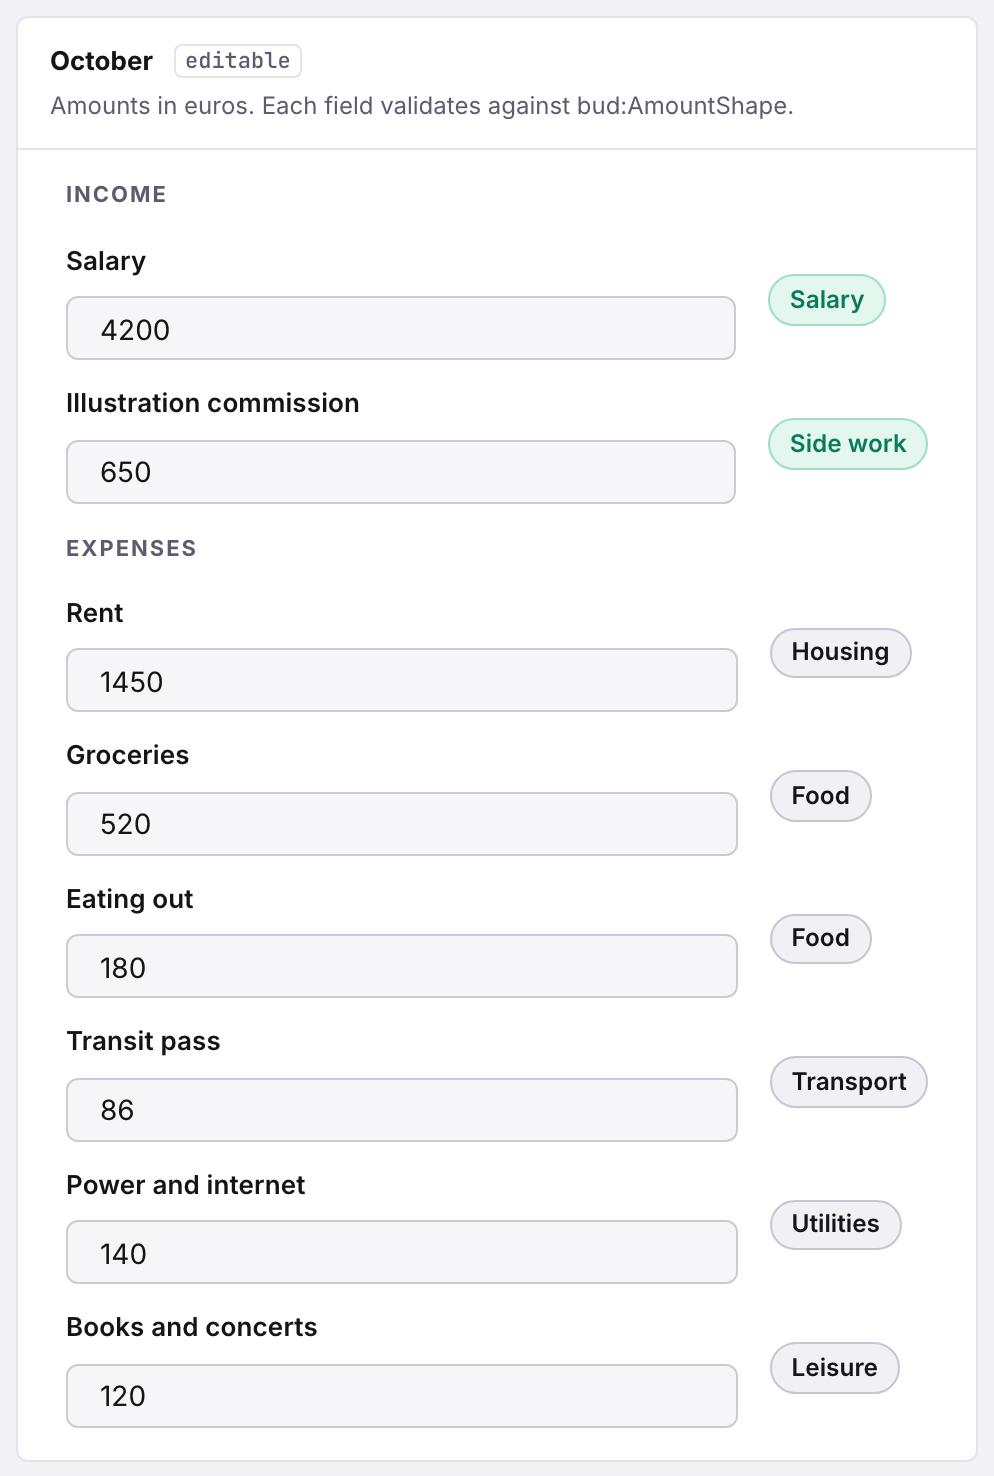 October editable
Amounts in euros. Each field validates against bud:AmountShape.
INCOME
Salary
4200 Salary
Illustration commission
650 Side work
EXPENSES
Rent
1450 Housing
Groceries
520 Food
Eating out
180 Food
Transit pass
86 Transport
Power and internet
140 Utilities
Books and concerts
120 Leisure